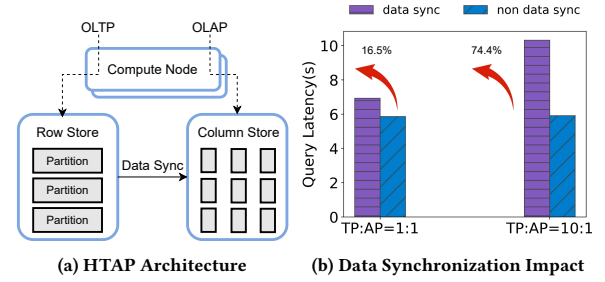 OLTP
OLAP
Compute Node
Row Store
Partition
Partition
Partition
Data Sync
Column Store
(a) HTAP Architecture
data sync
non data sync
Query Latency(s)
10
8
6
4
2
0
16.5%
74.4%
TP:AP=1:1
TP:AP=10:1
(b) Data Synchronization Impact